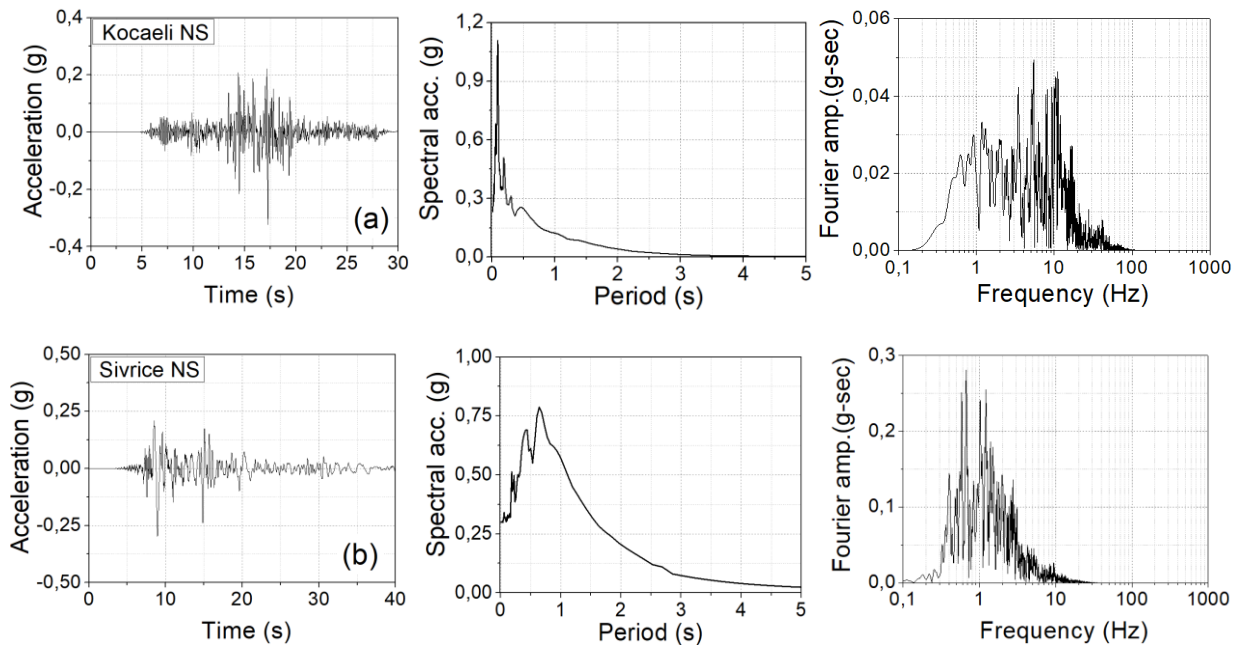 Kocaeli NS
Acceleration (g)
0,4
0,2
0,0
-0,2
-0,4
(a)
0 5 10 15 20 25 30
Time (s)
Spectral acc. (g)
1,5
1,2
0,9
0,6
0,3
0,0
0 1 2 3 4 5
Period (s)
Fourier amp.(g-sec)
0,06
0,04
0,02
0,00
0,1 1 10 100 1000
Frequency (Hz)
Sivrice NS
Acceleration (g)
0,50
0,25
0,00
-0,25
-0,50
(b)
0 10 20 30 40
Time (s)
Spectral acc. (g)
1,00
0,75
0,50
0,25
0,00
0 1 2 3 4 5
Period (s)
Fourier amp.(g-sec)
0,3
0,2
0,1
0,0
0,1 1 10 100 1000
Frequency (Hz)